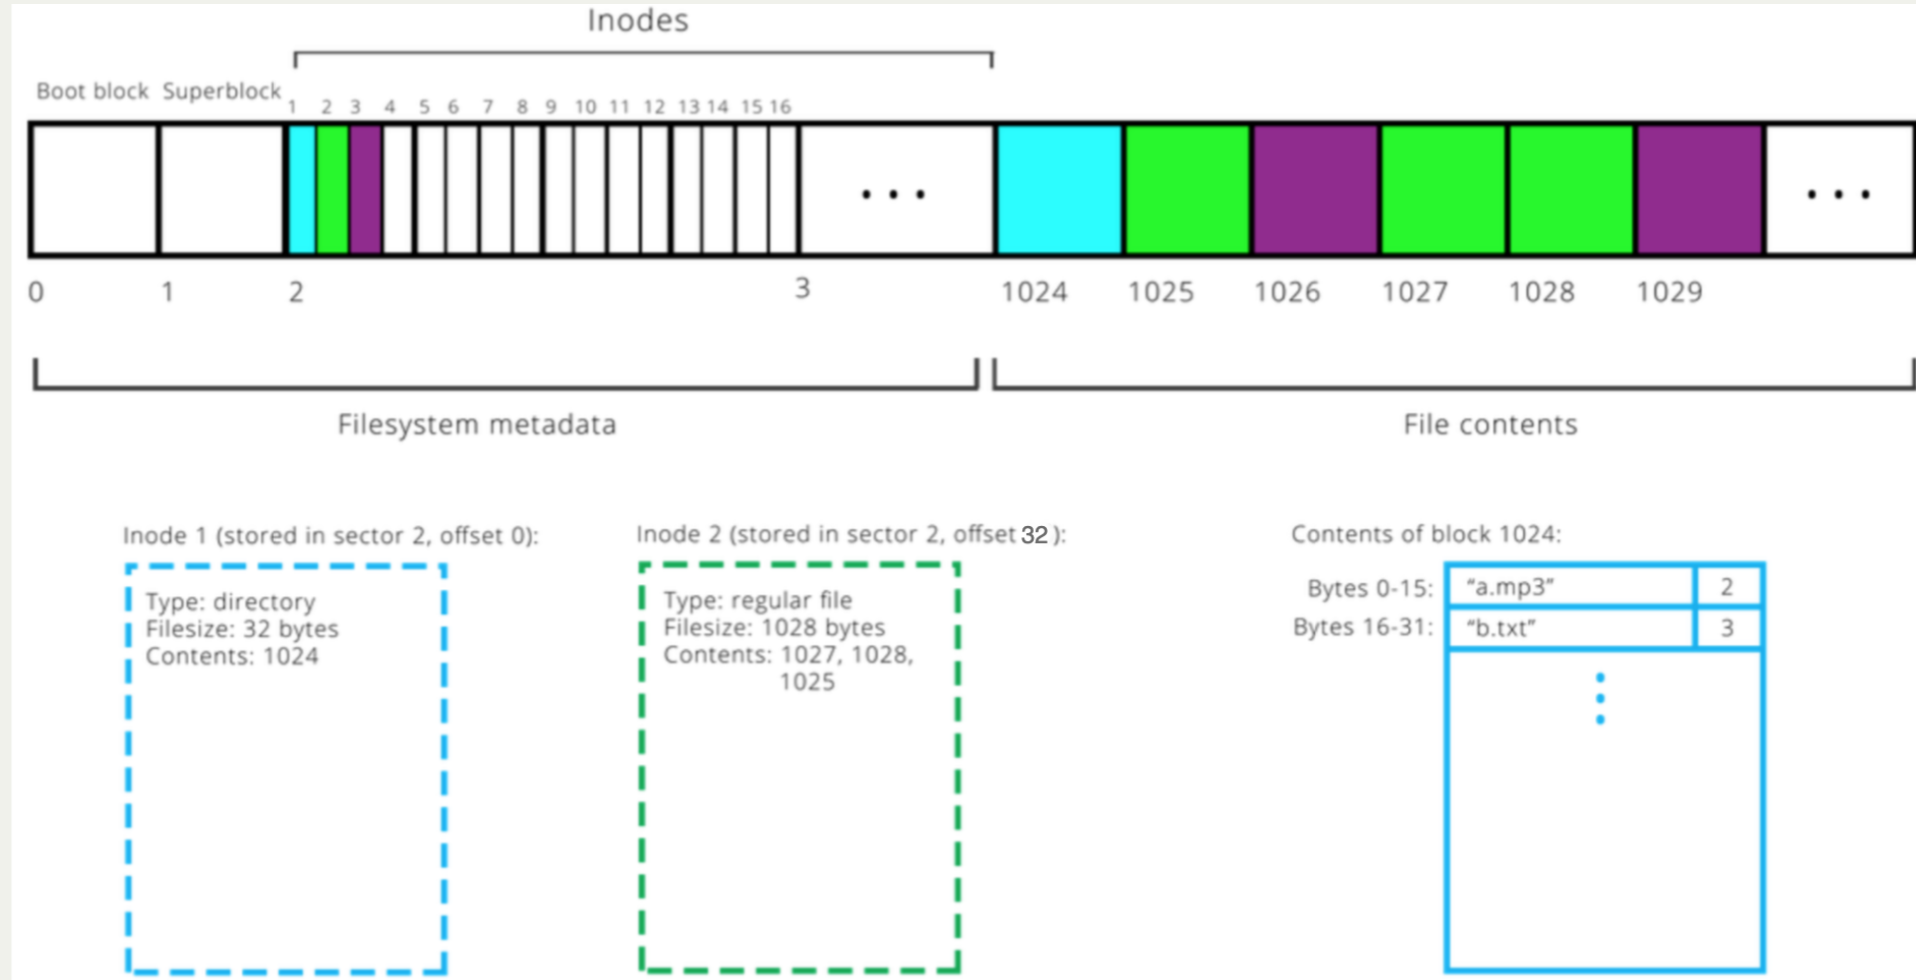 Inodes
Boot block Superblock
1 2 3 4 5 6 7 8 9 10 11 12 13 14 15 16
... ...
0 1 2 3 1024 1025 1026 1027 1028 1029
Filesystem metadata File contents
Inode 1 (stored in sector 2, offset 0):
Type: directory
Filesize: 32 bytes
Contents: 1024
Inode 2 (stored in sector 2, offset 32 ):
Type: regular file
Filesize: 1028 bytes
Contents: 1027, 1028,
1025
Contents of block 1024:
Bytes 0-15: “a.mp3” 2
Bytes 16-31: “b.txt” 3